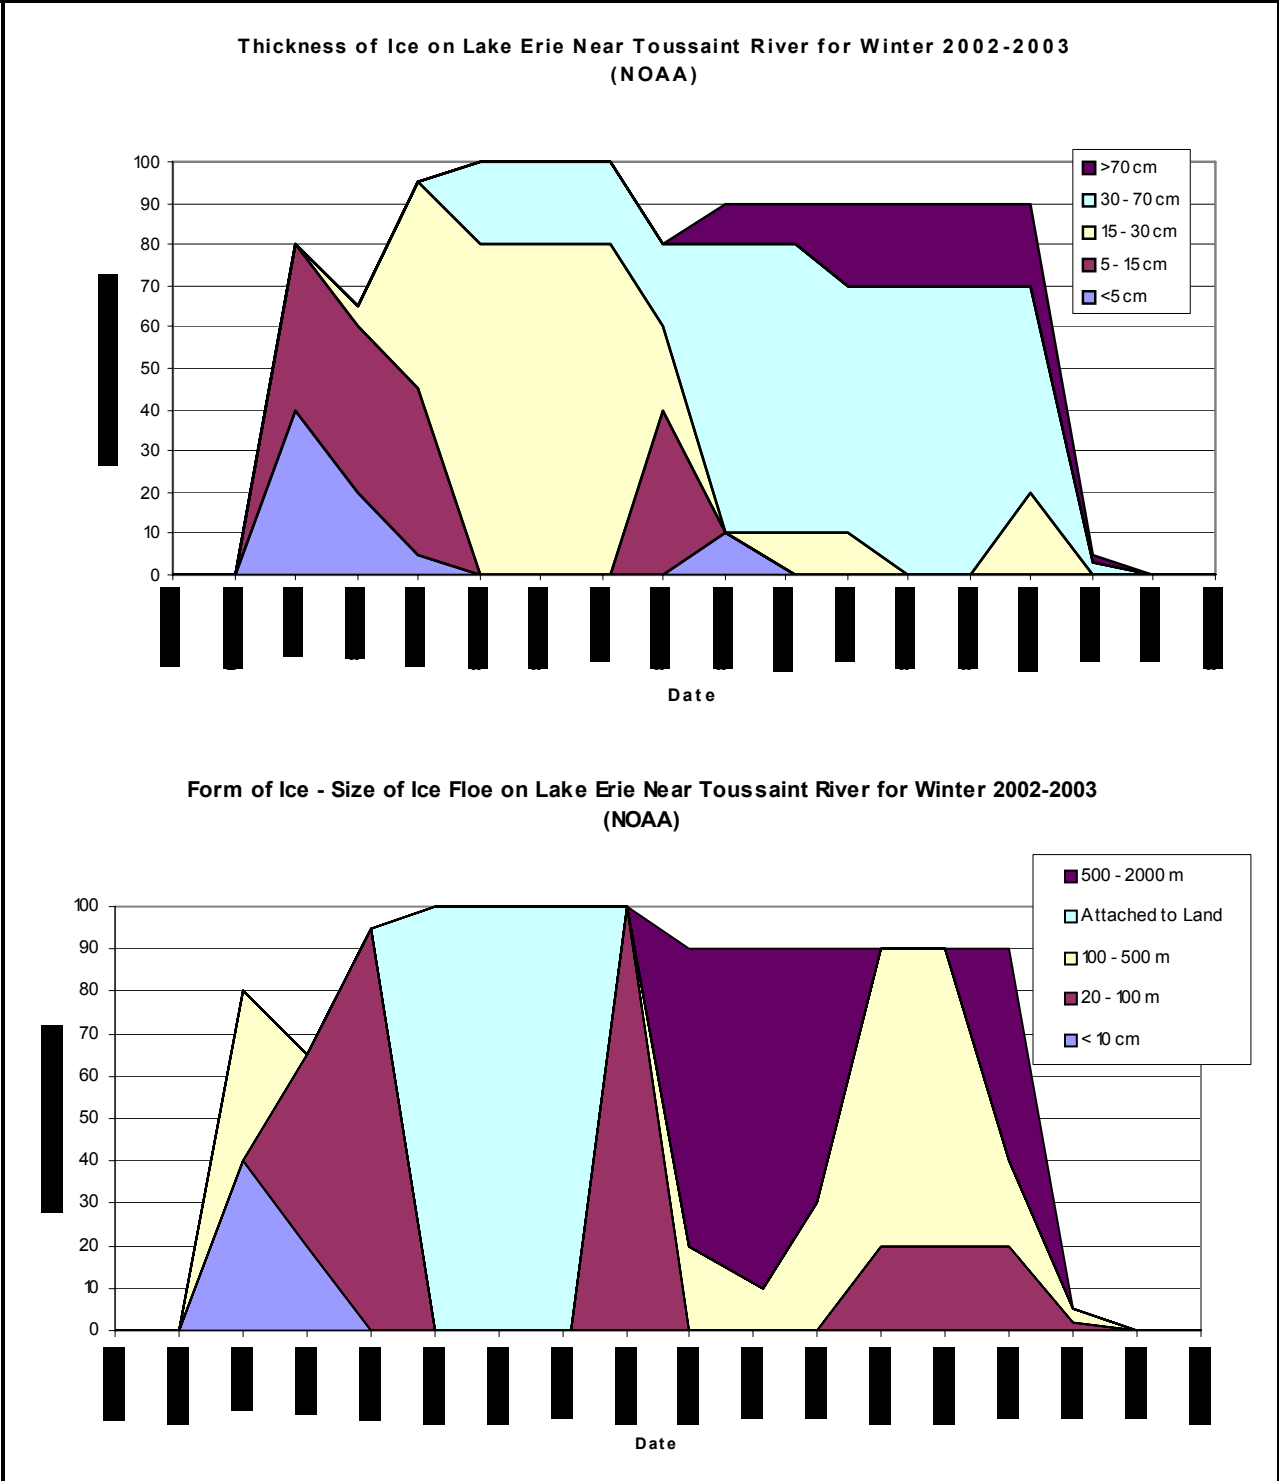 Thickness of Ice on Lake Erie Near Toussaint River for Winter 2002-2003
(NOAA)
100
90
80
70
60
50
40
30
20
10
0
>70 cm
30 - 70 cm
15 - 30 cm
5 - 15 cm
<5 cm
Date
Form of Ice - Size of Ice Floe on Lake Erie Near Toussaint River for Winter 2002-2003
(NOAA)
100
90
80
70
60
50
40
30
20
10
0
500 - 2000 m
Attached to Land
100 - 500 m
20 - 100 m
< 10 cm
Date